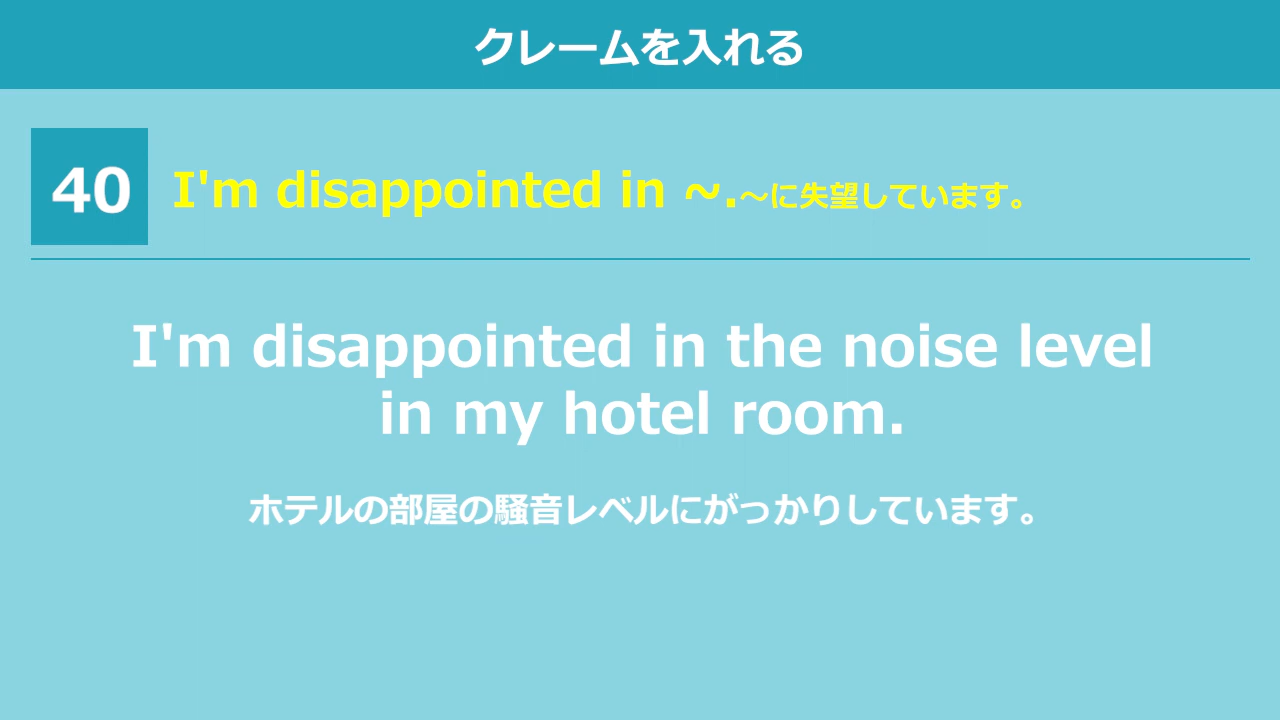 クレームを入れる
40
I'm disappointed in ~.～に失望しています。
I'm disappointed in the noise level
in my hotel room.
ホテルの部屋の騒音レベルにがっかりしています。